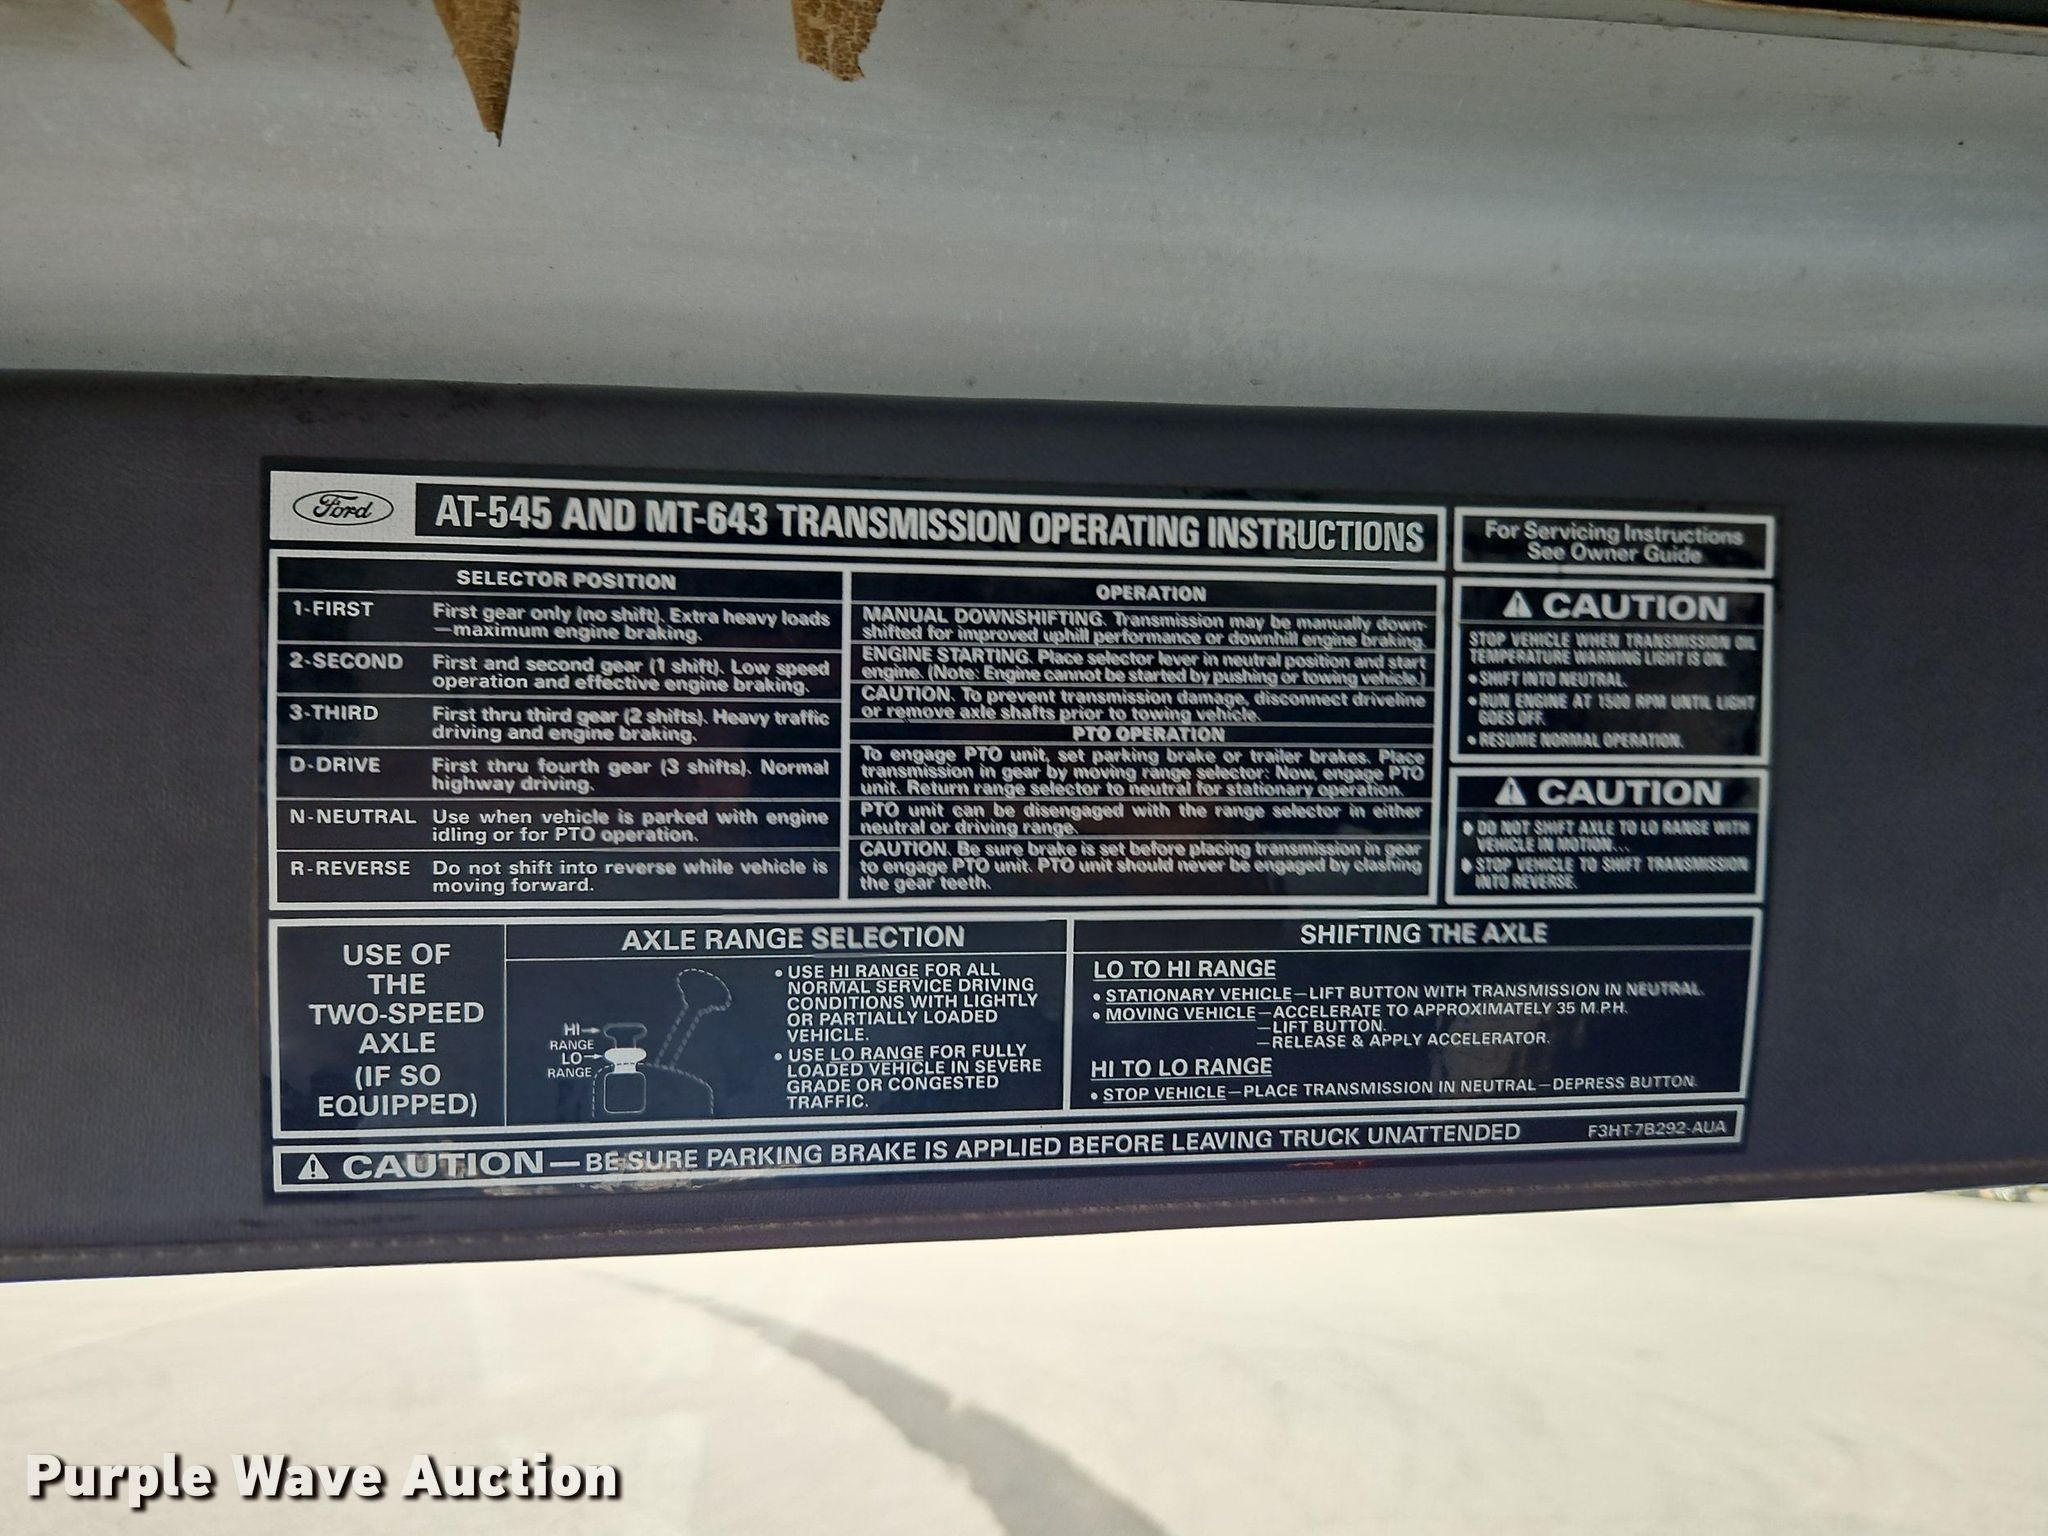 Ford
AT-545 AND MT-643 TRANSMISSION OPERATING INSTRUCTIONS
For Servicing Instructions
See Owner Guide
SELECTOR POSITION
1-FIRST First gear only (no shift). Extra heavy loads
—maximum engine braking.
2-SECOND First and second gear (1 shift). Low speed
operation and effective engine braking.
3-THIRD First thru third gear (2 shifts). Heavy traffic
driving and engine braking.
D-DRIVE First thru fourth gear (3 shifts). Normal
highway driving.
N-NEUTRAL Use when vehicle is parked with engine
idling or for PTO operation.
R-REVERSE Do not shift into reverse while vehicle is
moving forward.
OPERATION
MANUAL DOWNSHIFTING. Transmission may be manually down-
shifted for improved uphill performance or downhill engine braking.
ENGINE STARTING. Place selector lever in neutral position and start
engine. (Note: Engine cannot be started by pushing or towing vehicle.)
CAUTION. To prevent transmission damage, disconnect driveline
or remove axle shafts prior to towing vehicle.
PTO OPERATION
To engage PTO unit, set parking brake or trailer brakes. Place
transmission in gear by moving range selector: Now, engage PTO
unit. Return range selector to neutral for stationary operation.
PTO unit can be disengaged with the range selector in either
neutral or driving range.
CAUTION. Be sure brake is set before placing transmission in gear
to engage PTO unit. PTO unit should never be engaged by clashing
the gear teeth.
⚠ CAUTION
STOP VEHICLE WHEN TRANSMISSION OIL
TEMPERATURE WARNING LIGHT IS ON.
• SHIFT INTO NEUTRAL.
• RUN ENGINE AT 1500 RPM UNTIL LIGHT
GOES OFF.
• RESUME NORMAL OPERATION.
⚠ CAUTION
• DO NOT SHIFT AXLE TO LO RANGE WITH
VEHICLE IN MOTION...
• STOP VEHICLE TO SHIFT TRANSMISSION
INTO REVERSE.
USE OF
THE
TWO-SPEED
AXLE
(IF SO
EQUIPPED)
AXLE RANGE SELECTION
HI
RANGE
LO
RANGE
• USE HI RANGE FOR ALL
NORMAL SERVICE DRIVING
CONDITIONS WITH LIGHTLY
OR PARTIALLY LOADED
VEHICLE.
• USE LO RANGE FOR FULLY
LOADED VEHICLE IN SEVERE
GRADE OR CONGESTED
TRAFFIC.
SHIFTING THE AXLE
LO TO HI RANGE
• STATIONARY VEHICLE—LIFT BUTTON WITH TRANSMISSION IN NEUTRAL.
• MOVING VEHICLE—ACCELERATE TO APPROXIMATELY 35 M.P.H.
—LIFT BUTTON.
—RELEASE & APPLY ACCELERATOR.
HI TO LO RANGE
• STOP VEHICLE—PLACE TRANSMISSION IN NEUTRAL—DEPRESS BUTTON.
⚠ CAUTION—BE SURE PARKING BRAKE IS APPLIED BEFORE LEAVING TRUCK UNATTENDED F3HT-7B292-AUA
Purple Wave Auction